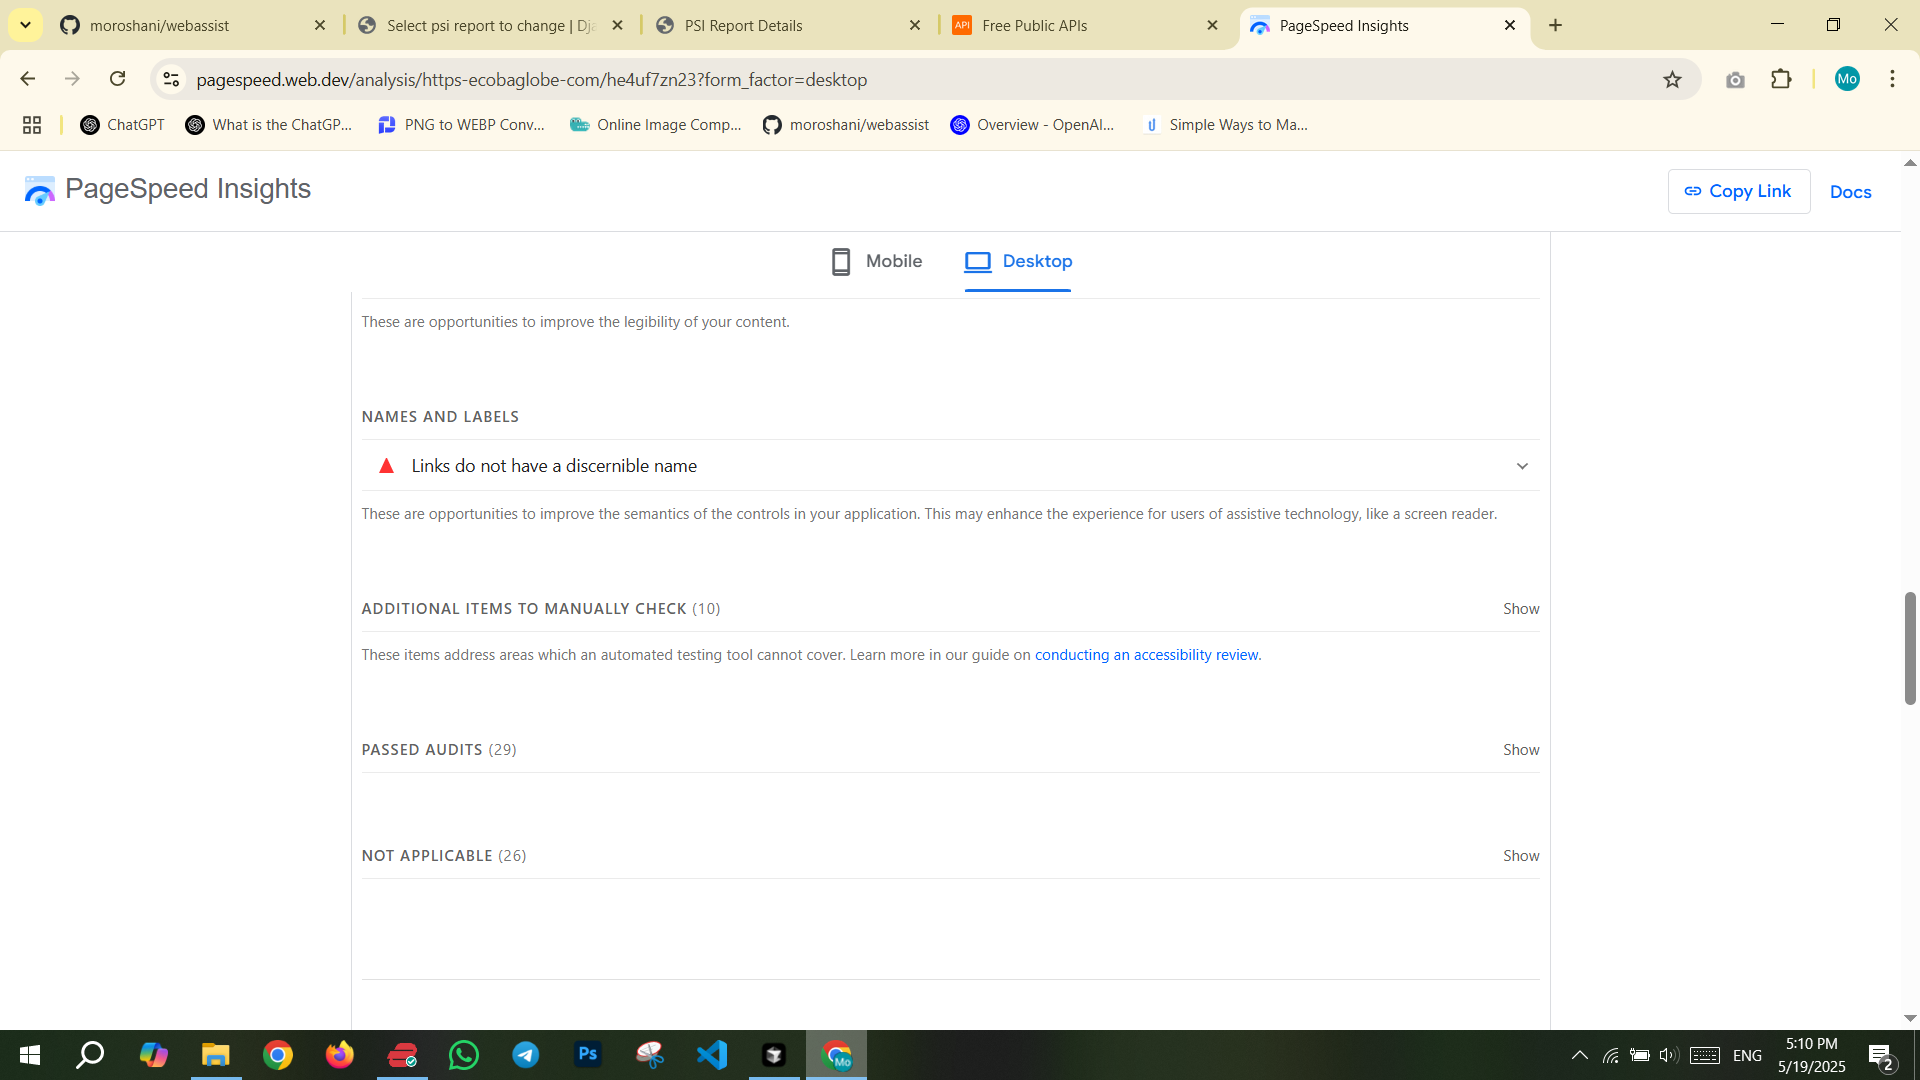 moroshani/webassist
Select psi report to change | Dja
PSI Report Details
API
Free Public APIs
PageSpeed Insights
pagespeed.web.dev/analysis/https-ecobaglobe-com/he4uf7zn23?form_factor=desktop
Mo
ChatGPT
What is the ChatGP...
PNG to WEBP Conv...
Online Image Comp...
moroshani/webassist
Overview - OpenAI...
Simple Ways to Ma...
PageSpeed Insights
Copy Link
Docs
Mobile
Desktop
These are opportunities to improve the legibility of your content.
NAMES AND LABELS
Links do not have a discernible name
These are opportunities to improve the semantics of the controls in your application. This may enhance the experience for users of assistive technology, like a screen reader.
ADDITIONAL ITEMS TO MANUALLY CHECK (10)
Show
These items address areas which an automated testing tool cannot cover. Learn more in our guide on conducting an accessibility review.
PASSED AUDITS (29)
Show
NOT APPLICABLE (26)
Show
Ps
Mo
ENG
5:10 PM
5/19/2025
2